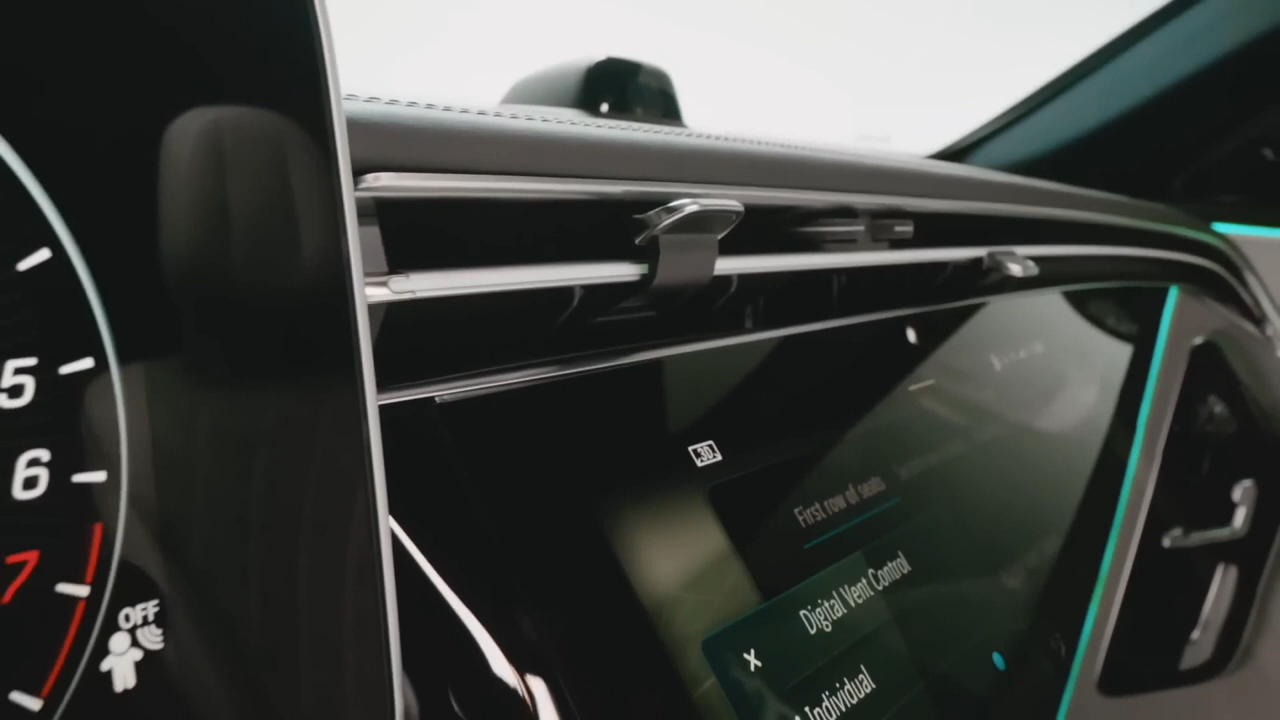 5
6
7
OFF
3D
First row of seats
Digital Vent Control
Individual